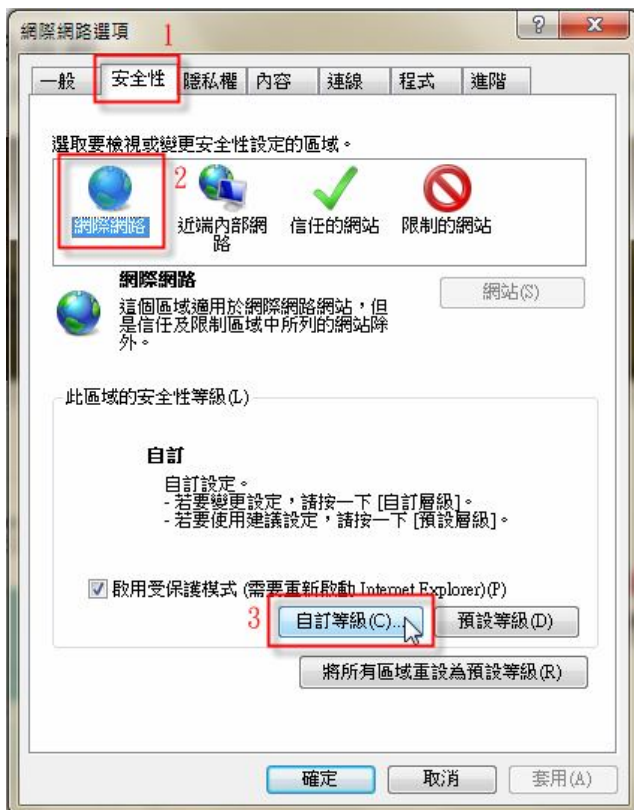 網際網路選項
1
一般 安全性 隱私權 內容 連線 程式 進階
選取要檢視或變更安全性設定的區域。
2
網際網路 近端內部網路 信任的網站 限制的網站
網際網路
這個區域適用於網際網路網站，但
是信任及限制區域中所列的網站除
外。
網站(S)
此區域的安全性等級(L)
自訂
自訂設定。
- 若要變更設定，請按一下 [自訂層級]。
- 若要使用建議設定，請按一下 [預設層級]。
啟用受保護模式 (需要重新啟動 Internet Explorer)(P)
3
自訂等級(C)... 預設等級(D)
將所有區域重設為預設等級(R)
確定 取消 套用(A)